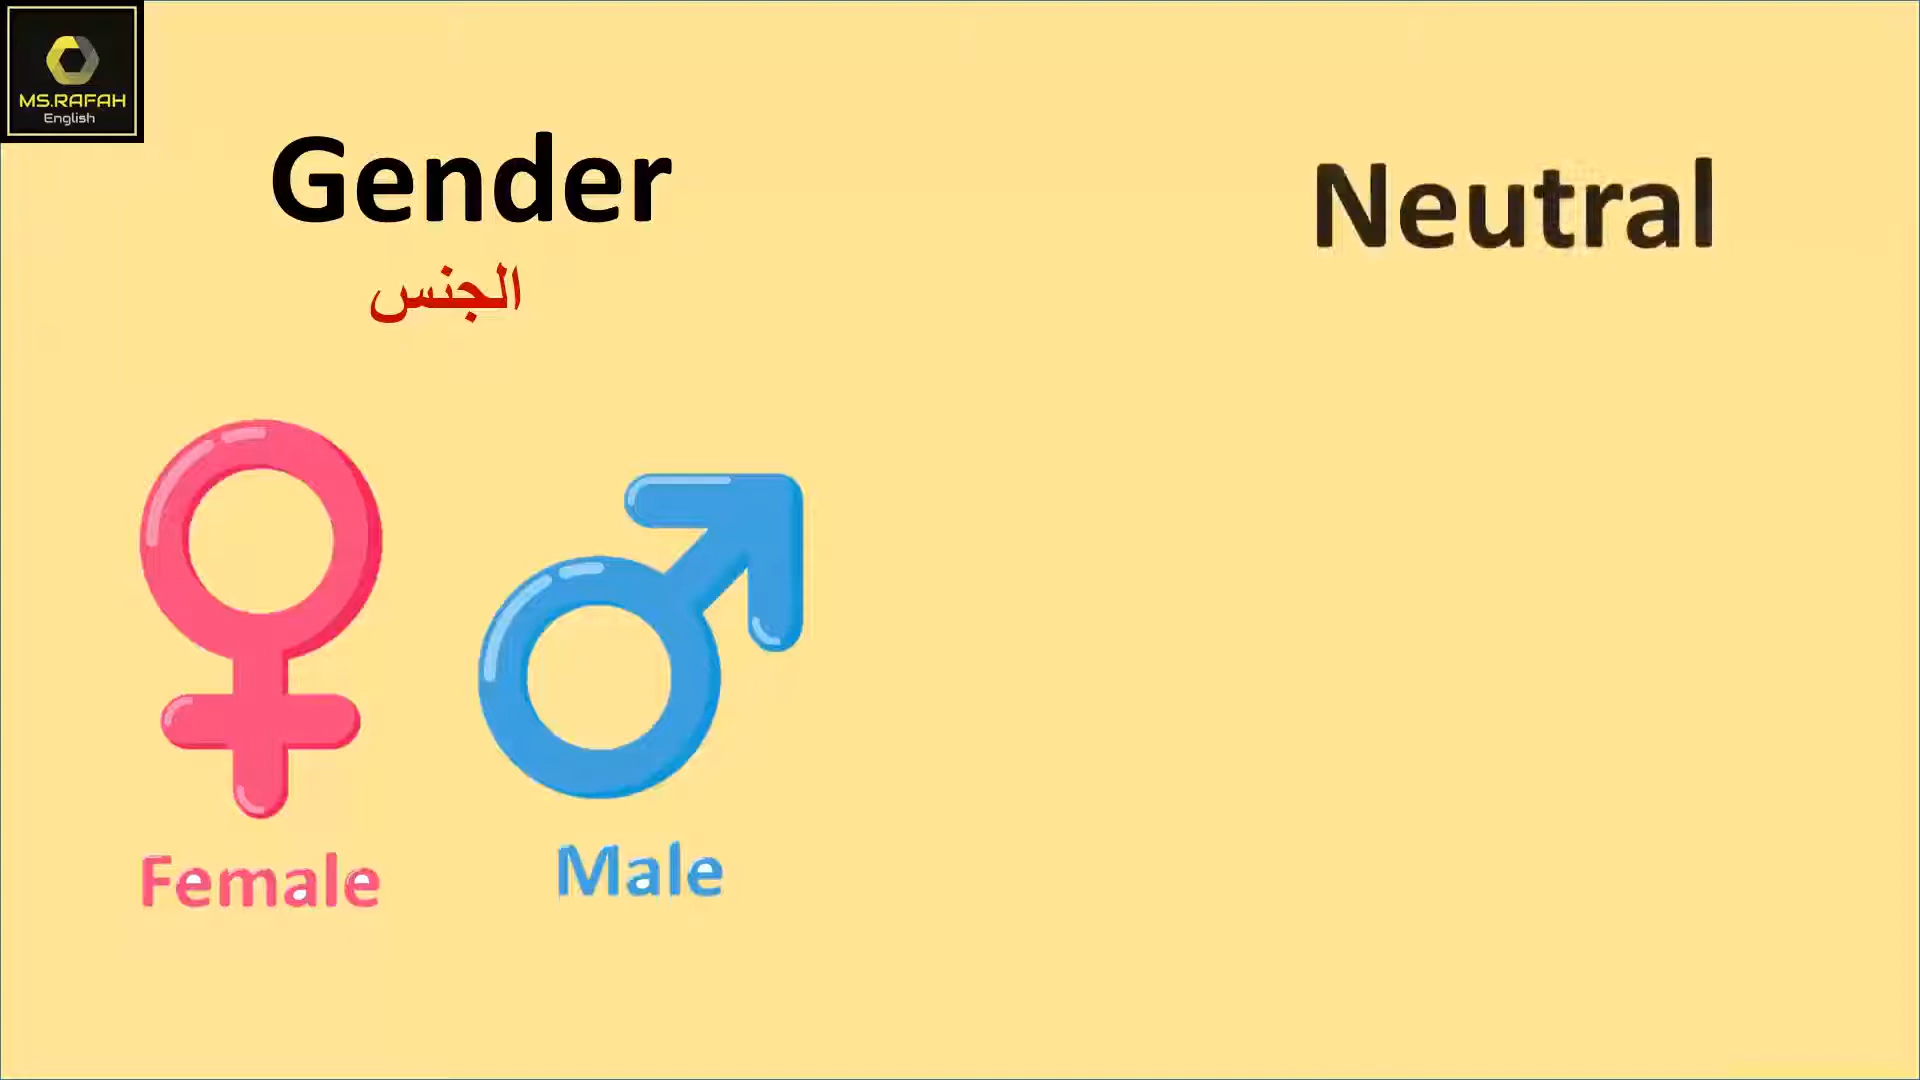 MS.RAFAH
English
Gender
الجنس
Neutral
Female
Male